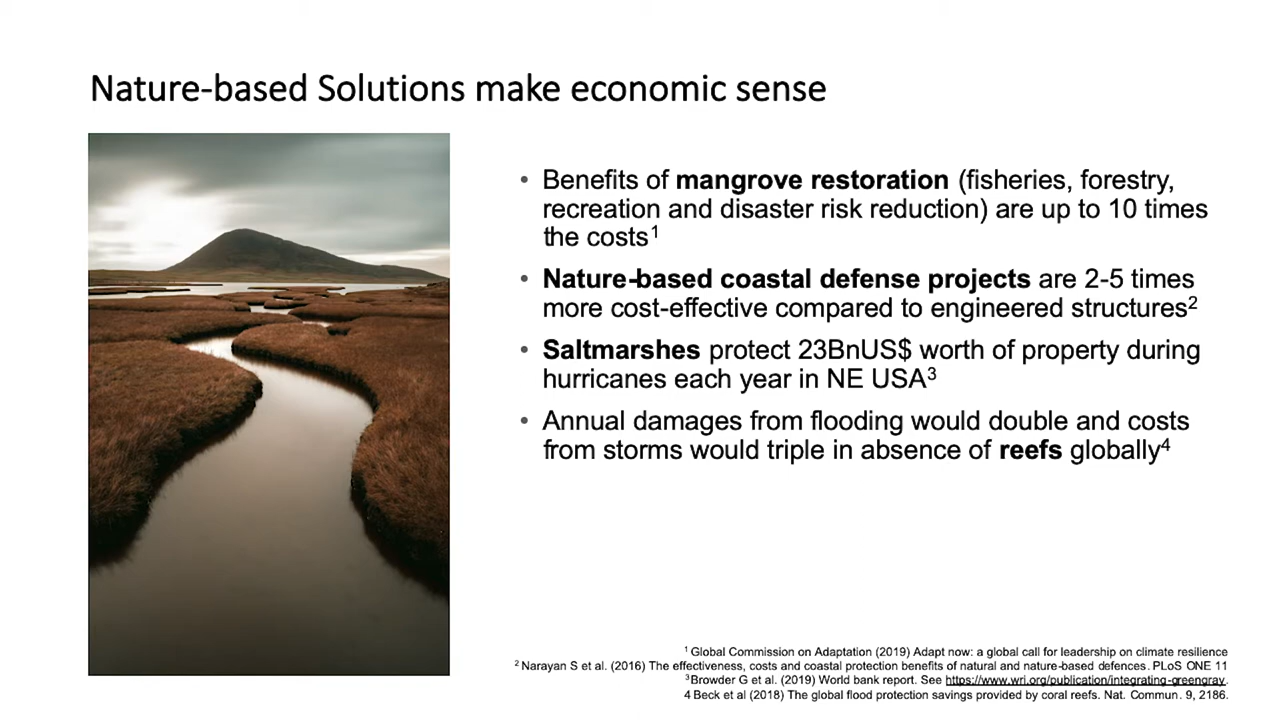 Nature-based Solutions make economic sense
• Benefits of mangrove restoration (fisheries, forestry,
recreation and disaster risk reduction) are up to 10 times
the costs¹
• Nature-based coastal defense projects are 2-5 times
more cost-effective compared to engineered structures²
• Saltmarshes protect 23BnUS$ worth of property during
hurricanes each year in NE USA³
• Annual damages from flooding would double and costs
from storms would triple in absence of reefs globally⁴
¹ Global Commission on Adaptation (2019) Adapt now: a global call for leadership on climate resilience
² Narayan S et al. (2016) The effectiveness, costs and coastal protection benefits of natural and nature-based defences. PLoS ONE 11
³ Browder G et al. (2019) World bank report. See https://www.wri.org/publication/integrating-greengray.
4 Beck et al (2018) The global flood protection savings provided by coral reefs. Nat. Commun. 9, 2186.